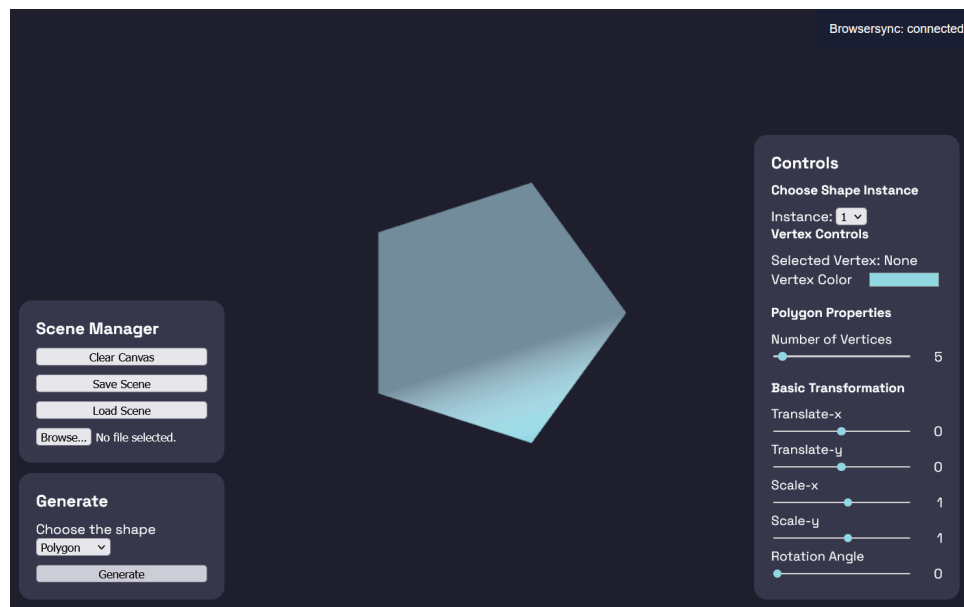 Browsersync: connected
Scene Manager
Clear Canvas
Save Scene
Load Scene
Browse... No file selected.
Generate
Choose the shape
Polygon
Generate
Controls
Choose Shape Instance
Instance: 1
Vertex Controls
Selected Vertex: None
Vertex Color
Polygon Properties
Number of Vertices
5
Basic Transformation
Translate-x
0
Translate-y
0
Scale-x
1
Scale-y
1
Rotation Angle
0